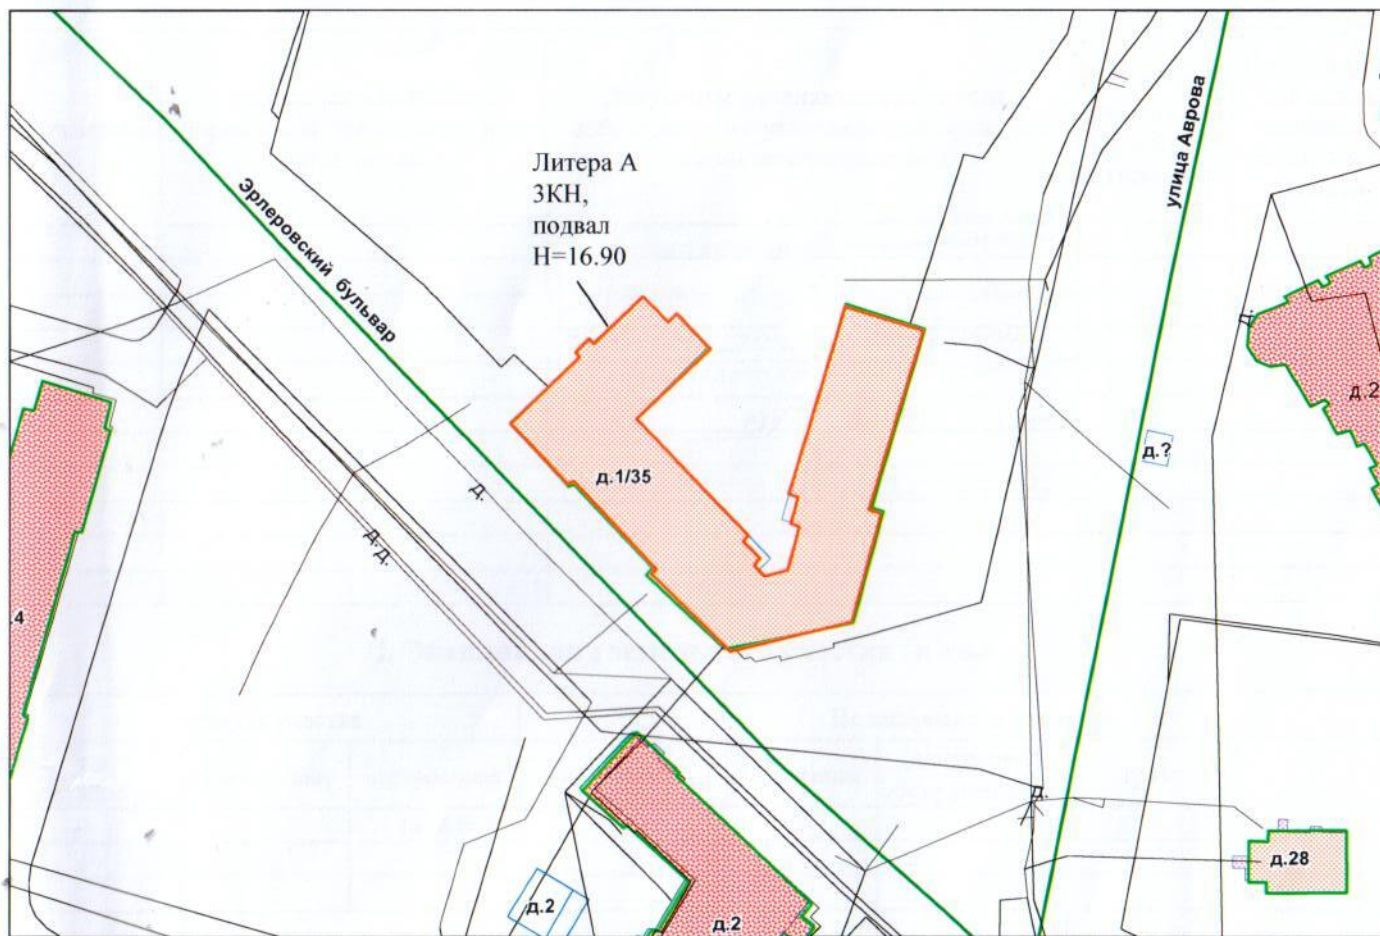 улица Аврова
Литера А
3КН,
подвал
Н=16.90
Эрлеровский бульвар
Д.
д.2
д.?
д.1/35
Д.
Д.Д.
4
Д.
д.28
д.2
д.2